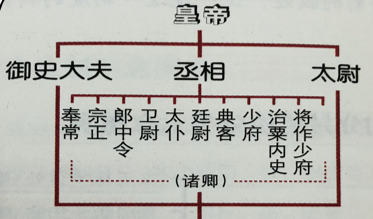 皇帝
御史大夫
丞相
太尉
奉常
宗正
郎中令
卫尉
太仆
廷尉
典客
少府
治粟内史
将作少府
(诸卿)